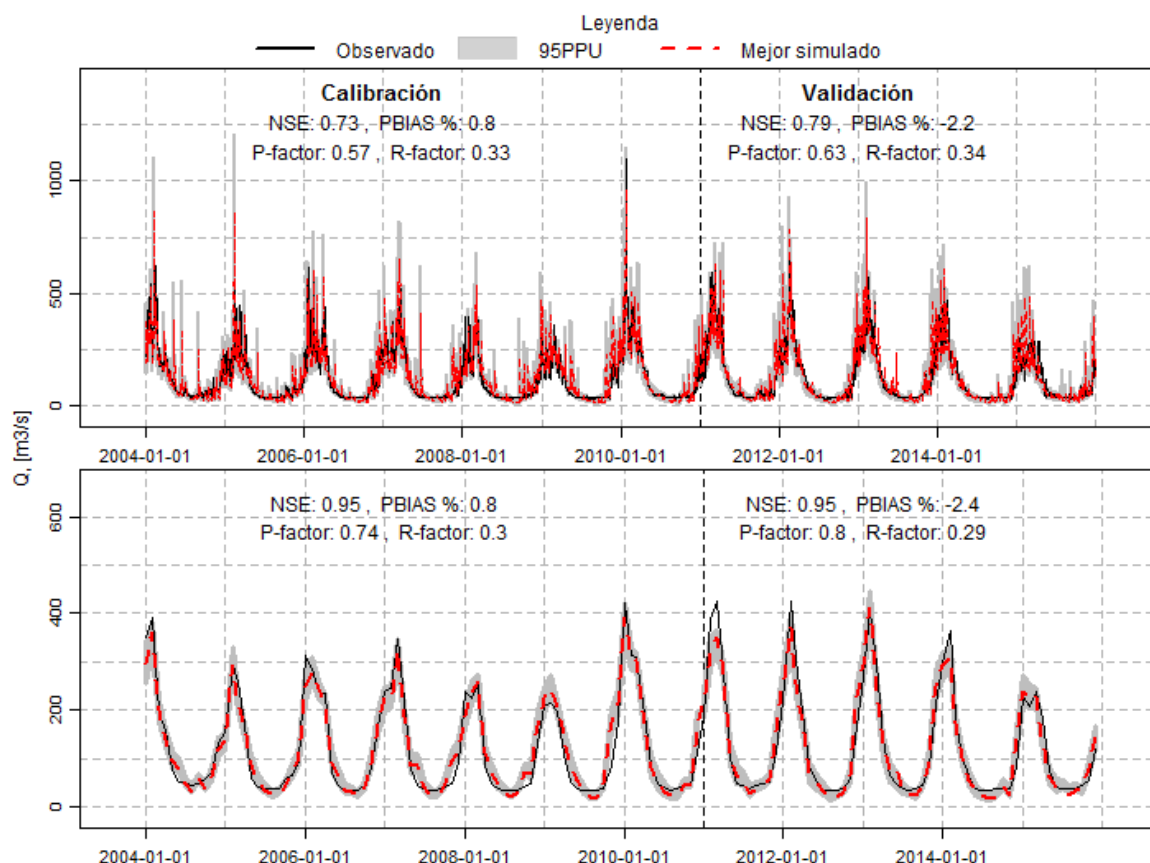 Leyenda
Observado 95PPU Mejor simulado
Calibración Validación
NSE: 0.73 , PBIAS %: 0.8 NSE: 0.79 , PBIAS %: -2.2
P-factor: 0.57 , R-factor: 0.33 P-factor: 0.63 , R-factor: 0.34
1000
500
0
2004-01-01 2006-01-01 2008-01-01 2010-01-01 2012-01-01 2014-01-01
Q, [m3/s]
NSE: 0.95 , PBIAS %: 0.8 NSE: 0.95 , PBIAS %: -2.4
P-factor: 0.74 , R-factor: 0.3 P-factor: 0.8 , R-factor: 0.29
600
400
200
0
2004-01-01 2006-01-01 2008-01-01 2010-01-01 2012-01-01 2014-01-01